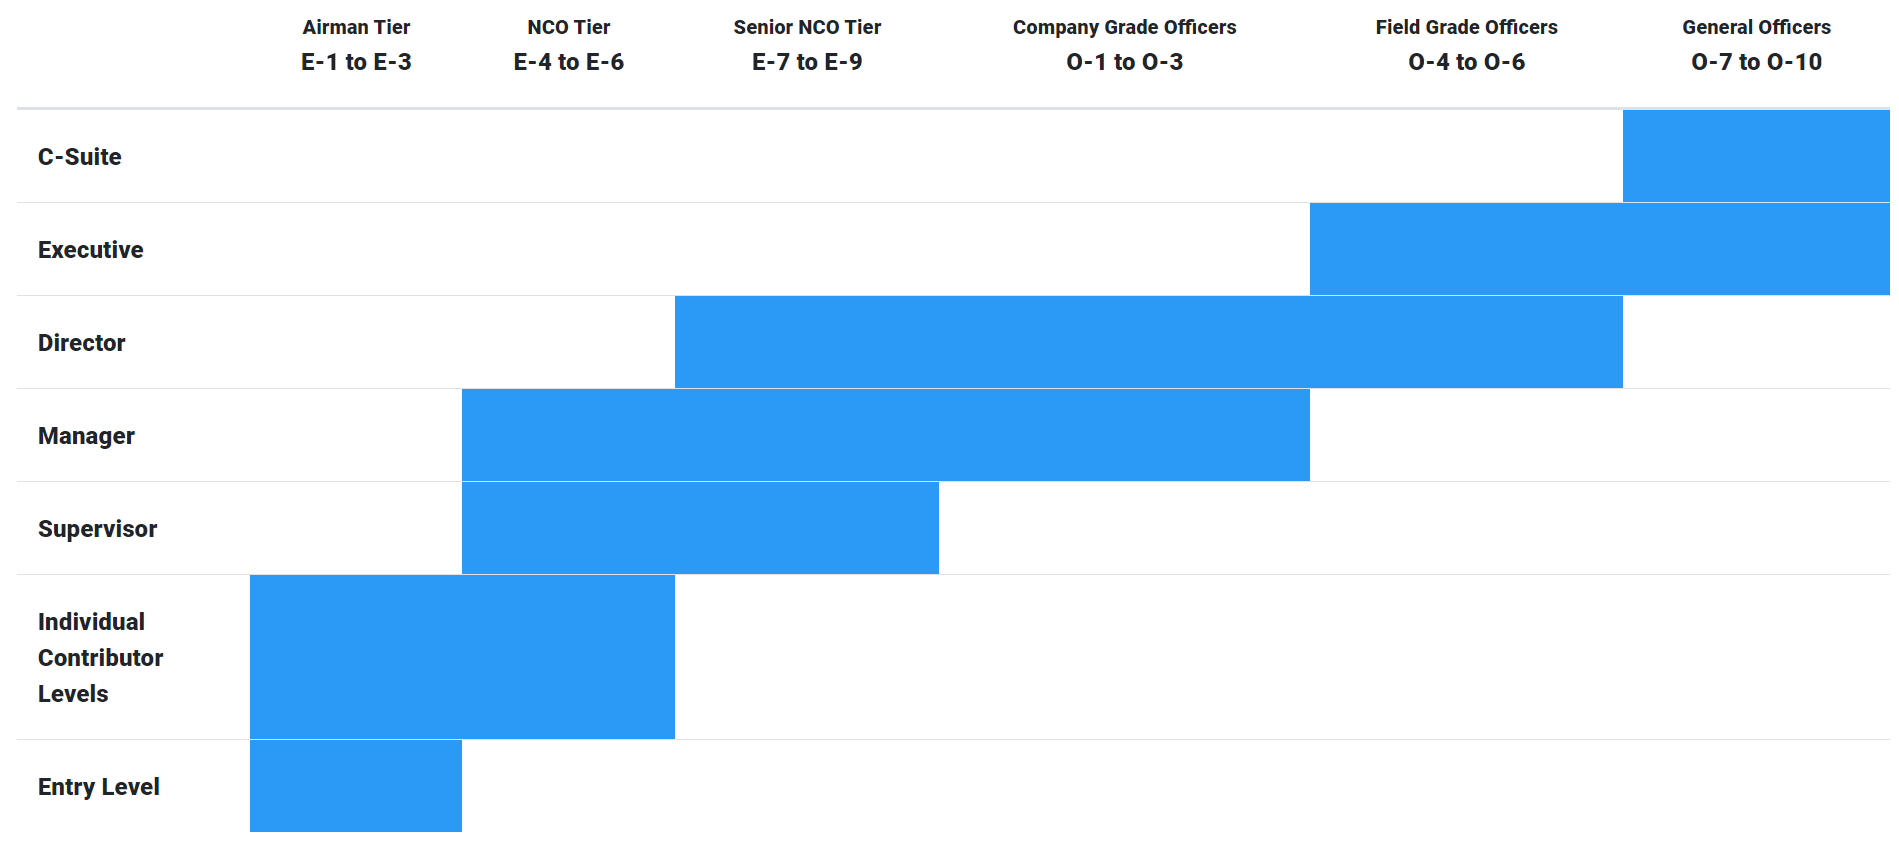 Airman Tier
E-1 to E-3
NCO Tier
E-4 to E-6
Senior NCO Tier
E-7 to E-9
Company Grade Officers
O-1 to O-3
Field Grade Officers
O-4 to O-6
General Officers
O-7 to O-10
C-Suite
Executive
Director
Manager
Supervisor
Individual
Contributor
Levels
Entry Level